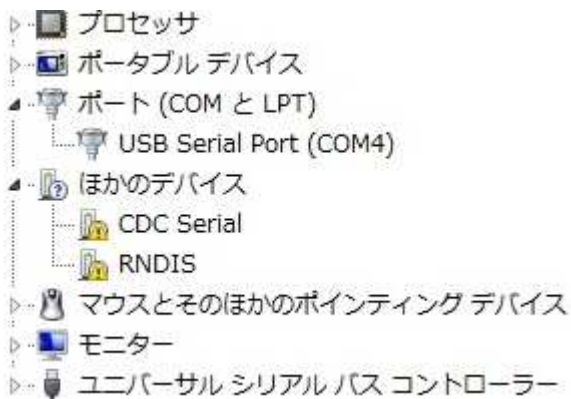 プロセッサ
ポータブル デバイス
ポート (COM と LPT)
USB Serial Port (COM4)
ほかのデバイス
CDC Serial
RNDIS
マウスとそのほかのポインティング デバイス
モニター
ユニバーサル シリアル バス コントローラー